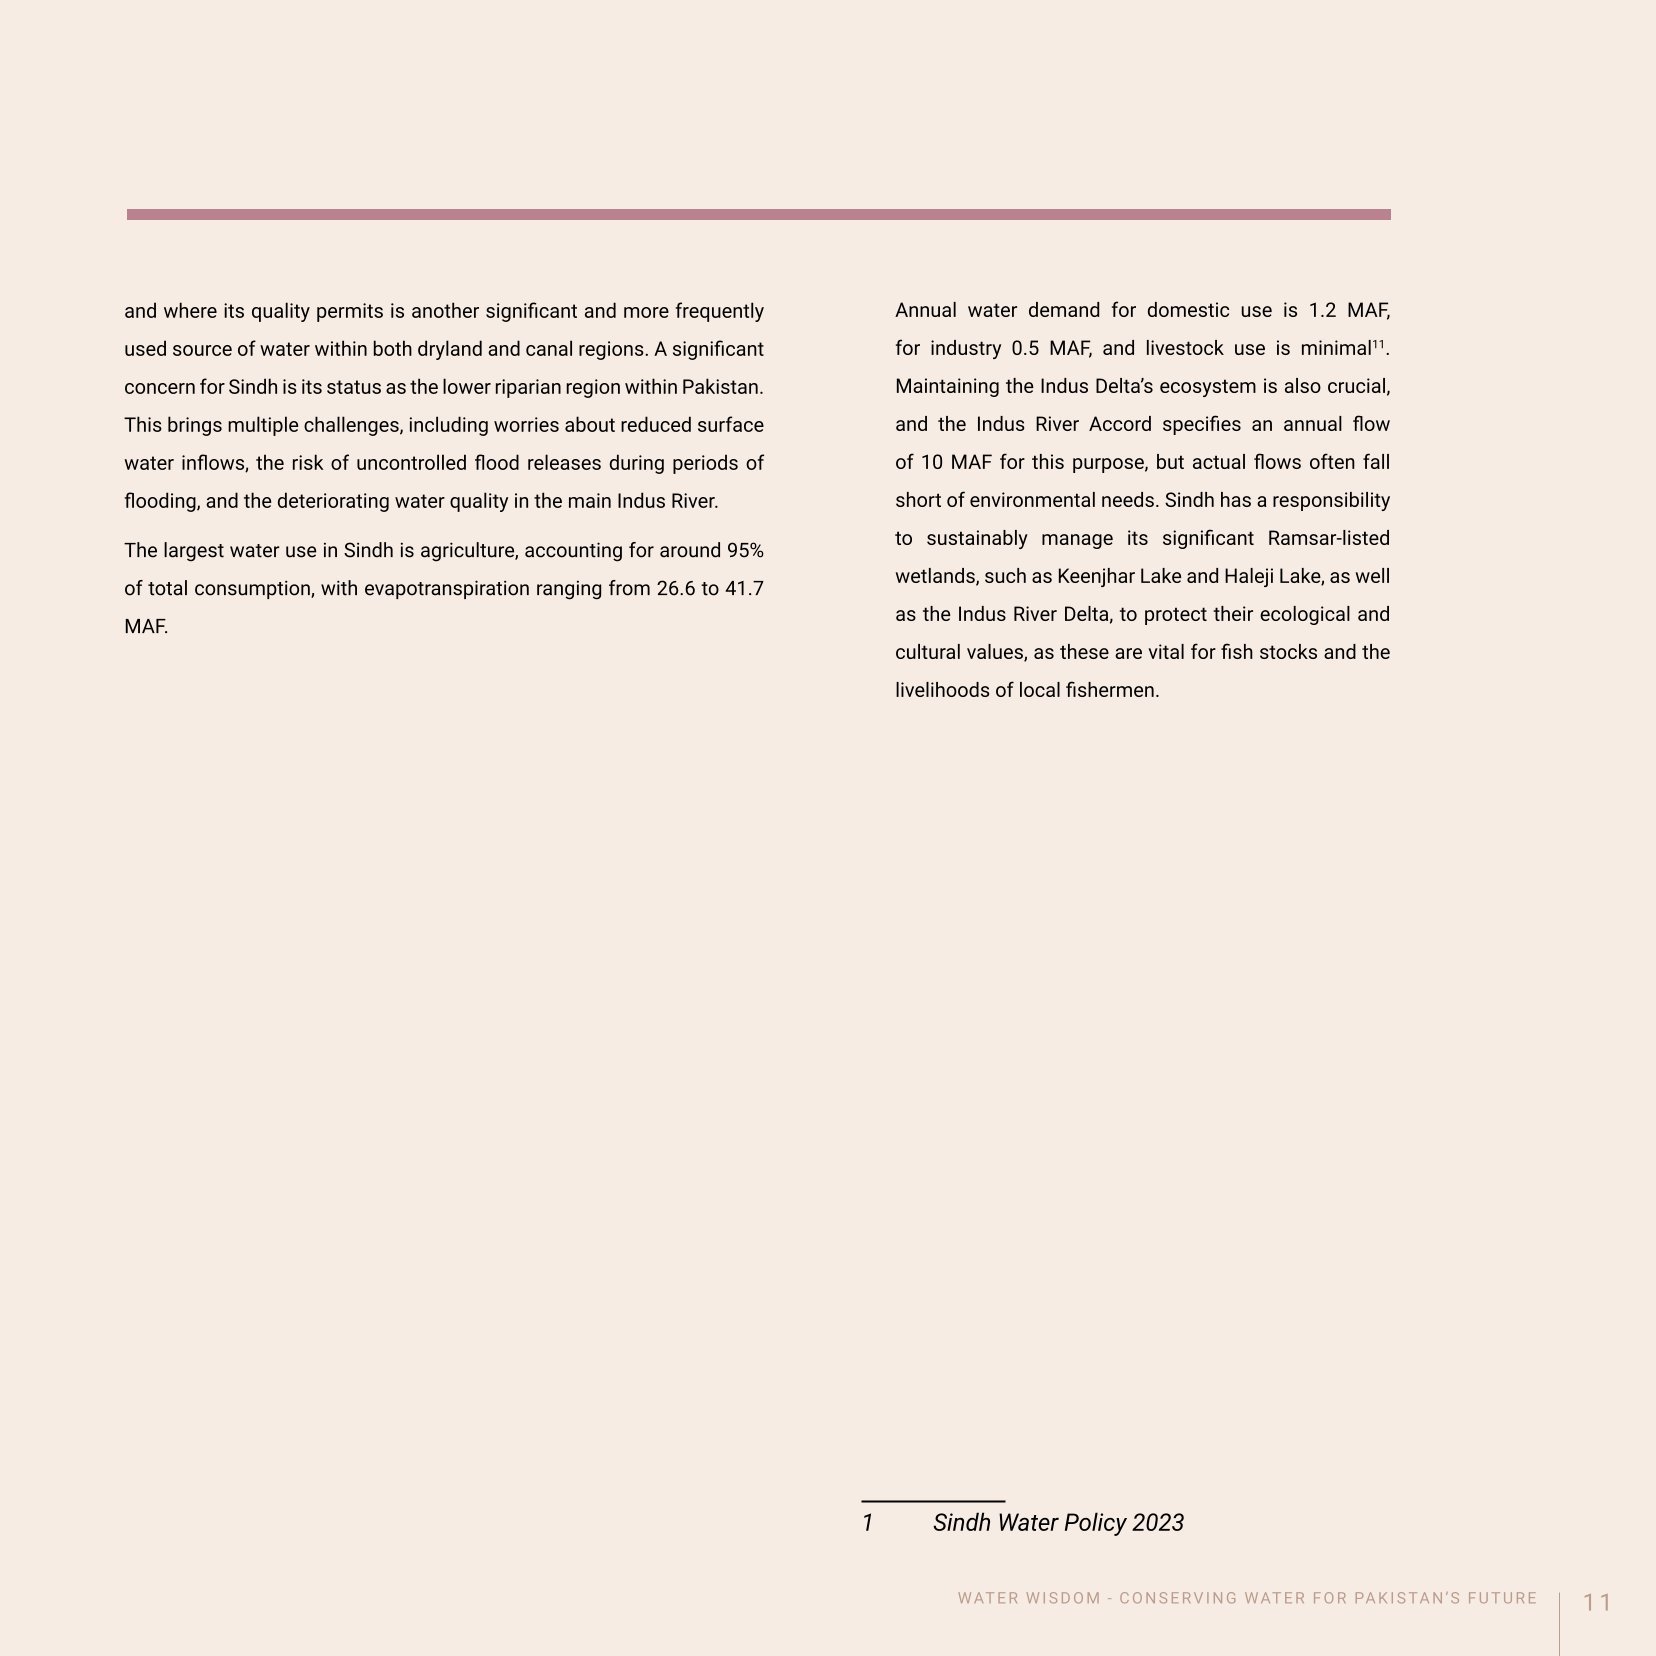 and where its quality permits is another significant and more frequently
used source of water within both dryland and canal regions. A significant
concern for Sindh is its status as the lower riparian region within Pakistan.
This brings multiple challenges, including worries about reduced surface
water inflows, the risk of uncontrolled flood releases during periods of
flooding, and the deteriorating water quality in the main Indus River.
The largest water use in Sindh is agriculture, accounting for around 95%
of total consumption, with evapotranspiration ranging from 26.6 to 41.7
MAF.
Annual water demand for domestic use is 1.2 MAF,
for industry 0.5 MAF, and livestock use is minimal¹¹.
Maintaining the Indus Delta’s ecosystem is also crucial,
and the Indus River Accord specifies an annual flow
of 10 MAF for this purpose, but actual flows often fall
short of environmental needs. Sindh has a responsibility
to sustainably manage its significant Ramsar-listed
wetlands, such as Keenjhar Lake and Haleji Lake, as well
as the Indus River Delta, to protect their ecological and
cultural values, as these are vital for fish stocks and the
livelihoods of local fishermen.
1 Sindh Water Policy 2023
WATER WISDOM - CONSERVING WATER FOR PAKISTAN’S FUTURE 11